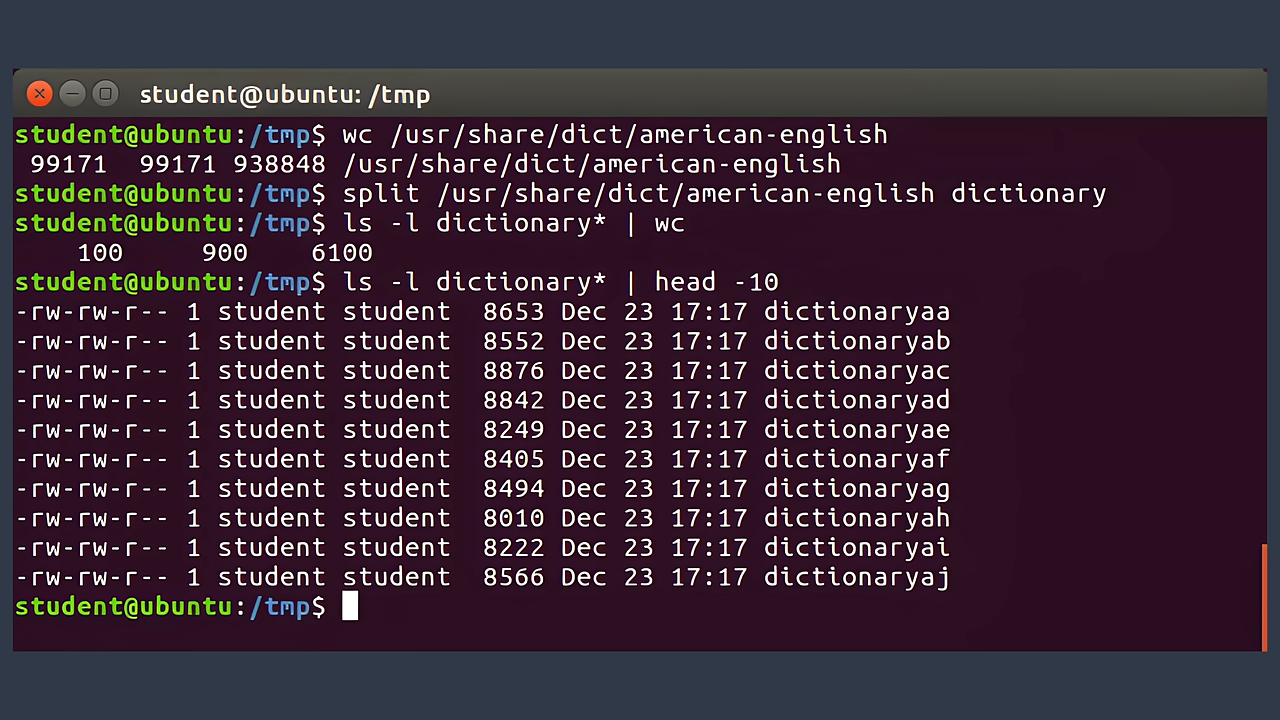 student@ubuntu: /tmp
student@ubuntu:/tmp$ wc /usr/share/dict/american-english
 99171  99171 938848 /usr/share/dict/american-english
student@ubuntu:/tmp$ split /usr/share/dict/american-english dictionary
student@ubuntu:/tmp$ ls -l dictionary* | wc
    100     900    6100
student@ubuntu:/tmp$ ls -l dictionary* | head -10
-rw-rw-r-- 1 student student  8653 Dec 23 17:17 dictionaryaa
-rw-rw-r-- 1 student student  8552 Dec 23 17:17 dictionaryab
-rw-rw-r-- 1 student student  8876 Dec 23 17:17 dictionaryac
-rw-rw-r-- 1 student student  8842 Dec 23 17:17 dictionaryad
-rw-rw-r-- 1 student student  8249 Dec 23 17:17 dictionaryae
-rw-rw-r-- 1 student student  8405 Dec 23 17:17 dictionaryaf
-rw-rw-r-- 1 student student  8494 Dec 23 17:17 dictionaryag
-rw-rw-r-- 1 student student  8010 Dec 23 17:17 dictionaryah
-rw-rw-r-- 1 student student  8222 Dec 23 17:17 dictionaryai
-rw-rw-r-- 1 student student  8566 Dec 23 17:17 dictionaryaj
student@ubuntu:/tmp$